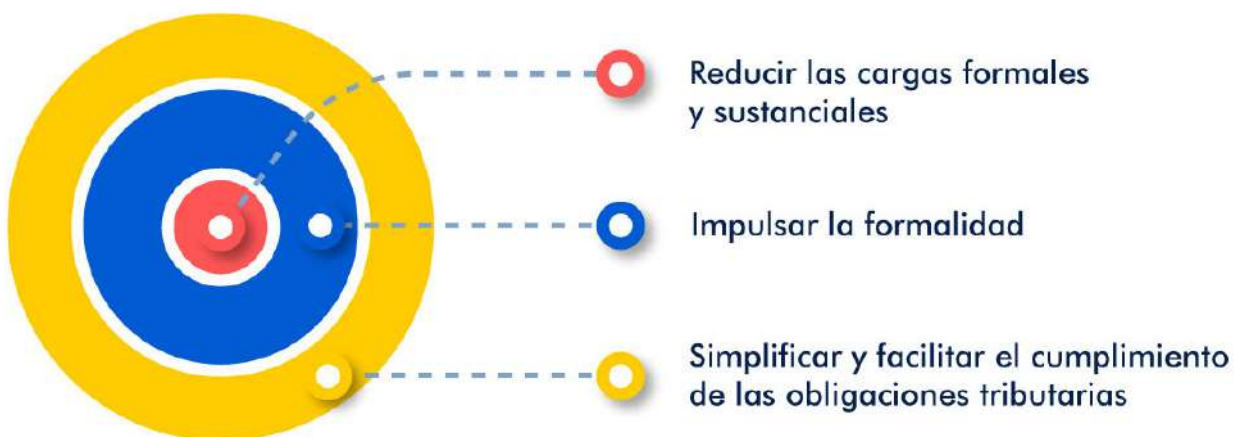 Reducir las cargas formales
y sustanciales
Impulsar la formalidad
Simplificar y facilitar el cumplimiento
de las obligaciones tributarias